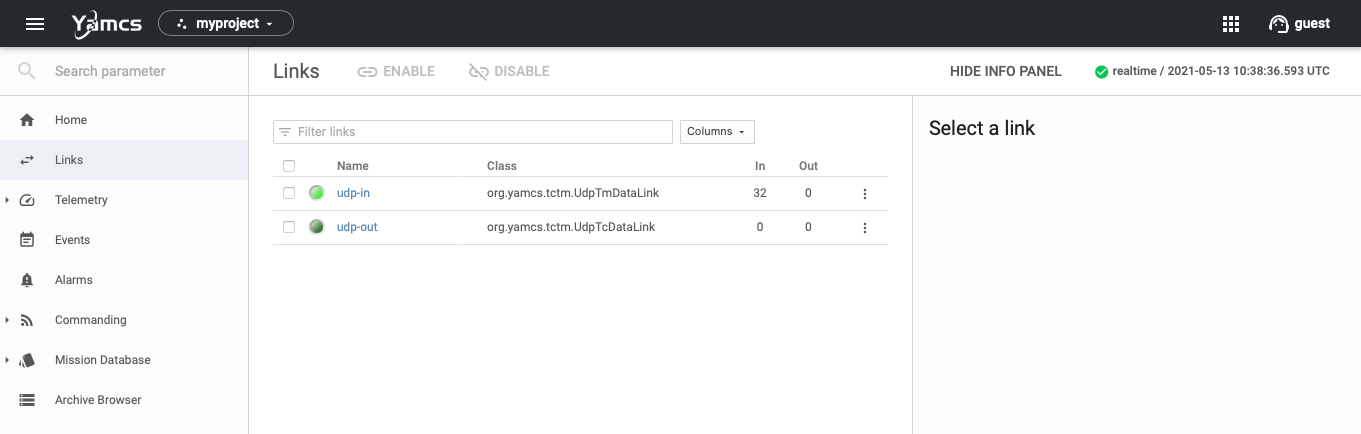 Yamcs myproject guest
Search parameter Links ENABLE DISABLE HIDE INFO PANEL realtime / 2021-05-13 10:38:36.593 UTC
Home
Links
Telemetry
Events
Alarms
Commanding
Mission Database
Archive Browser
Filter links Columns
Name Class In Out
udp-in org.yamcs.tctm.UdpTmDataLink 32 0
udp-out org.yamcs.tctm.UdpTcDataLink 0 0
Select a link